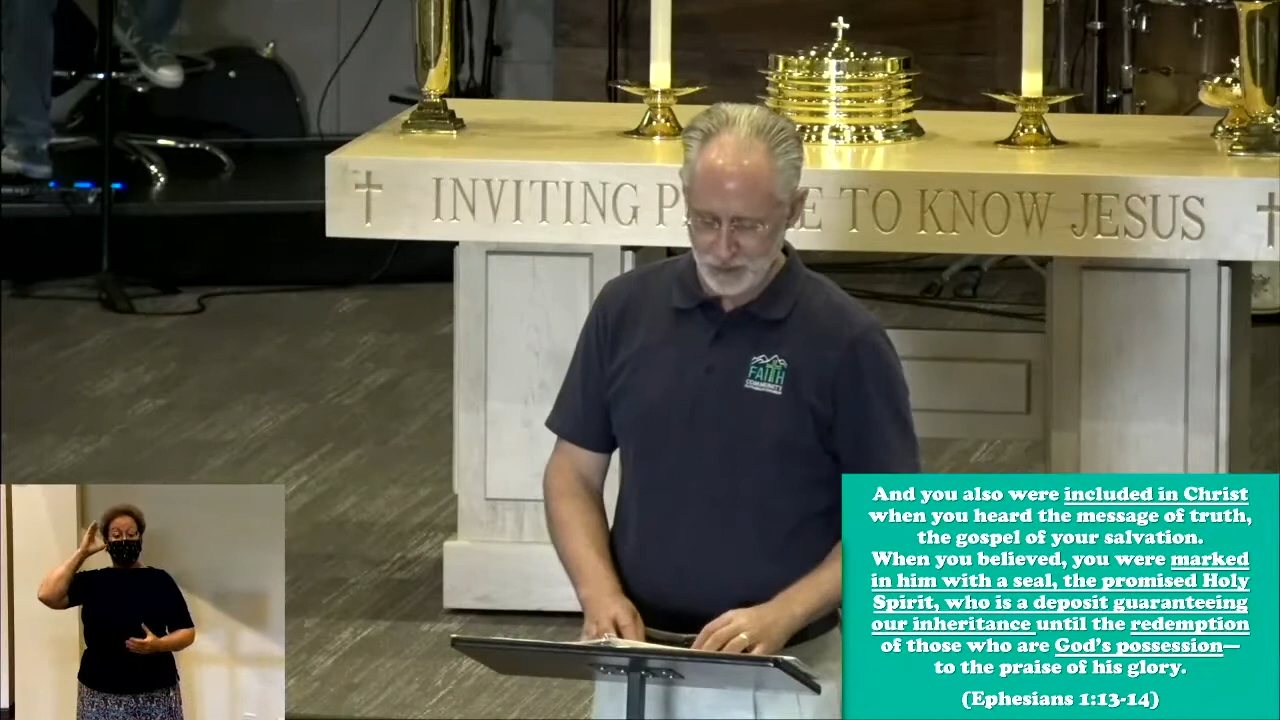 INVITING P E TO KNOW JESUS
FAITH
COMMUNITY
And you also were included in Christ
when you heard the message of truth,
the gospel of your salvation.
When you believed, you were marked
in him with a seal, the promised Holy
Spirit, who is a deposit guaranteeing
our inheritance until the redemption
of those who are God's possession—
to the praise of his glory.
(Ephesians 1:13-14)